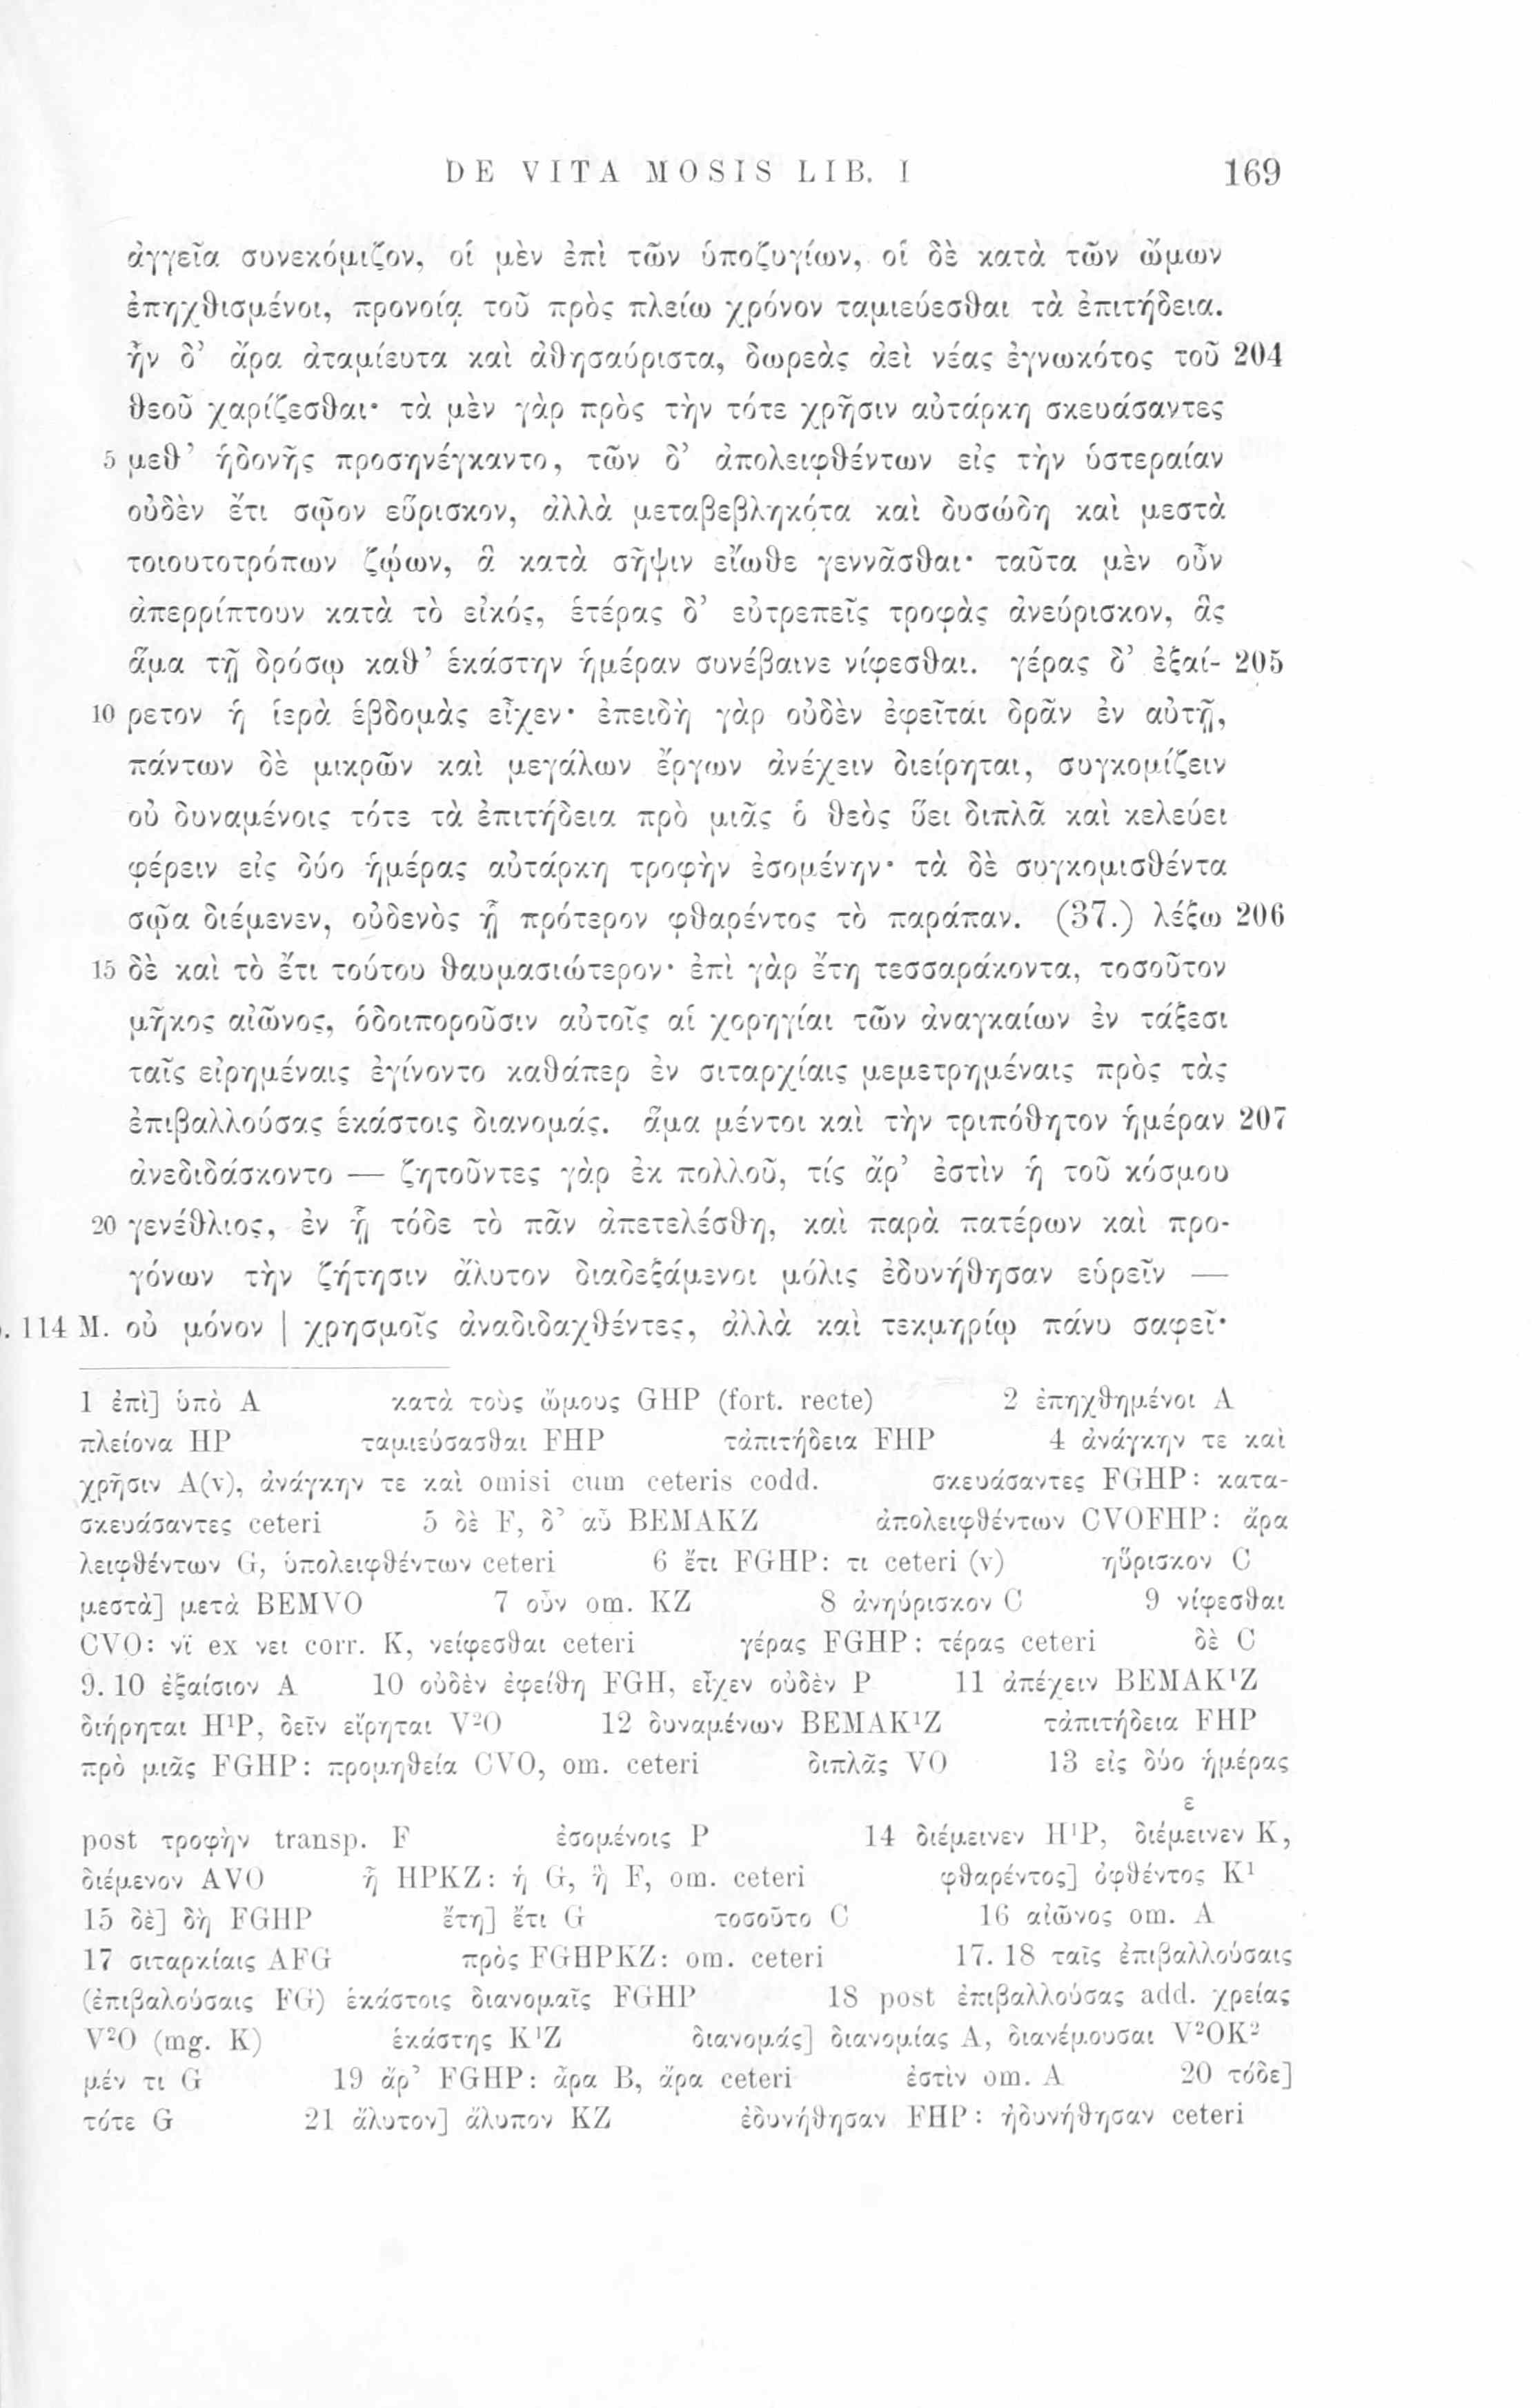 DE VITA MOSIS LIB. I 169
ἀγγεῖα συνεκόμιζον, οἱ μὲν ἐπὶ τῶν ὑποζυγίων, οἱ δὲ κατὰ τῶν ὤμων
ἐπηχθισμένοι, προνοίᾳ τοῦ πρὸς πλείω χρόνον ταμιεύεσθαι τὰ ἐπιτήδεια.
ἦν δ’ ἄρα ἀταμίευτα καὶ ἀθησαύριστα, δωρεὰς ἀεὶ νέας ἐγνωκότος τοῦ 204
θεοῦ χαρίζεσθαι· τὰ μὲν γὰρ πρὸς τὴν τότε χρῆσιν αὐτάρκη σκευάσαντες
5 μεθ’ ἡδονῆς προσηνέγκαντο, τῶν δ’ ἀπολειφθέντων εἰς τὴν ὑστεραίαν
οὐδὲν ἔτι σῷον εὕρισκον, ἀλλὰ μεταβεβληκότα καὶ δυσώδη καὶ μεστὰ
τοιουτοτρόπων ζῴων, ἃ κατὰ σῆψιν εἴωθε γεννᾶσθαι· ταῦτα μὲν οὖν
ἀπερρίπτουν κατὰ τὸ εἰκός, ἑτέρας δ’ εὐτρεπεῖς τροφὰς ἀνεύρισκον, ἃς
ἅμα τῇ δρόσῳ καθ’ ἑκάστην ἡμέραν συνέβαινε νίφεσθαι. γέρας δ’ ἐξαί- 205
10 ρετον ἡ ἱερὰ ἑβδομὰς εἶχεν· ἐπειδὴ γὰρ οὐδὲν ἐφεῖται δρᾶν ἐν αὐτῇ,
πάντων δὲ μικρῶν καὶ μεγάλων ἔργων ἀνέχειν διείρηται, συγκομίζειν
οὐ δυναμένοις τότε τὰ ἐπιτήδεια πρὸ μιᾶς ὁ θεὸς ὕει διπλᾶ καὶ κελεύει
φέρειν εἰς δύο ἡμέρας αὐτάρκη τροφὴν ἐσομένην· τὰ δὲ συγκομισθέντα
σῷα διέμενεν, οὐδενὸς ᾗ πρότερον φθαρέντος τὸ παράπαν. (37.) λέξω 206
15 δὲ καὶ τὸ ἔτι τούτου θαυμασιώτερον· ἐπὶ γὰρ ἔτη τεσσαράκοντα, τοσοῦτον
μῆκος αἰῶνος, ὁδοιποροῦσιν αὐτοῖς αἱ χορηγίαι τῶν ἀναγκαίων ἐν τάξεσι
ταῖς εἰρημέναις ἐγίνοντο καθάπερ ἐν σιταρχίαις μεμετρημέναις πρὸς τὰς
ἐπιβαλλούσας ἑκάστοις διανομάς. ἅμα μέντοι καὶ τὴν τριπόθητον ἡμέραν 207
ἀνεδιδάσκοντο — ζητοῦντες γὰρ ἐκ πολλοῦ, τίς ἄρ’ ἐστὶν ἡ τοῦ κόσμου
20 γενέθλιος, ἐν ᾗ τόδε τὸ πᾶν ἀπετελέσθη, καὶ παρὰ πατέρων καὶ προ-
γόνων τὴν ζήτησιν ἄλυτον διαδεξάμενοι μόλις ἐδυνήθησαν εὑρεῖν —
. 114 M. οὐ μόνον | χρησμοῖς ἀναδιδαχθέντες, ἀλλὰ καὶ τεκμηρίῳ πάνυ σαφεῖ·
1 ἐπὶ] ὑπὸ A κατὰ τοὺς ὤμους GHP (fort. recte) 2 ἐπηχθημένοι A
πλείονα HP ταμιεύσασθαι FHP τἀπιτήδεια FHP 4 ἀνάγκην τε καὶ
χρῆσιν A(v), ἀνάγκην τε καὶ omisi cum ceteris codd. σκευάσαντες FGHP: κατα-
σκευάσαντες ceteri 5 δὲ F, δ’ αὖ BEMAKZ ἀπολειφθέντων CVOFHP: ἄρα
λειφθέντων G, ὑπολειφθέντων ceteri 6 ἔτι FGHP: τι ceteri (v) ηὕρισκον C
μεστὰ] μετὰ BEMVO 7 οὖν om. KZ 8 ἀνηύρισκον C 9 νίφεσθαι
CVO: νί ex νει corr. K, νείφεσθαι ceteri γέρας FGHP: τέρας ceteri δὲ C
9. 10 ἐξαίσιον A 10 οὐδὲν ἐφείθη FGH, εἶχεν οὐδὲν P 11 ἀπέχειν BEMAK¹Z
διήρηται H¹P, δεῖν εἴρηται V²O 12 δυναμένων BEMAK¹Z τἀπιτήδεια FHP
πρὸ μιᾶς FGHP: προμηθεία CVO, om. ceteri διπλᾶς VO 13 εἰς δύο ἡμέρας
ε
post τροφὴν transp. F ἐσομένοις P 14 διέμεινεν H¹P, διέμεινεν K,
διέμενον AVO ᾗ HPKZ: ἡ G, ἢ F, om. ceteri φθαρέντος] ὀφθέντος K¹
15 δὲ] δὴ FGHP ἔτη] ἔτι G τοσοῦτο C 16 αἰῶνος om. A
17 σιταρκίαις AFG πρὸς FGHPKZ: om. ceteri 17. 18 ταῖς ἐπιβαλλούσαις
(ἐπιβαλούσαις FG) ἑκάστοις διανομαῖς FGHP 18 post ἐπιβαλλούσας add. χρείας
V²O (mg. K) ἑκάστης K¹Z διανομάς] διανομίας A, διανέμουσαι V²OK²
μέν τι G 19 ἄρ’ FGHP: ἆρα B, ἄρα ceteri ἐστὶν om. A 20 τόδε]
τότε G 21 ἄλυτον] ἄλυπον KZ ἐδυνήθησαν FHP: ἠδυνήθησαν ceteri